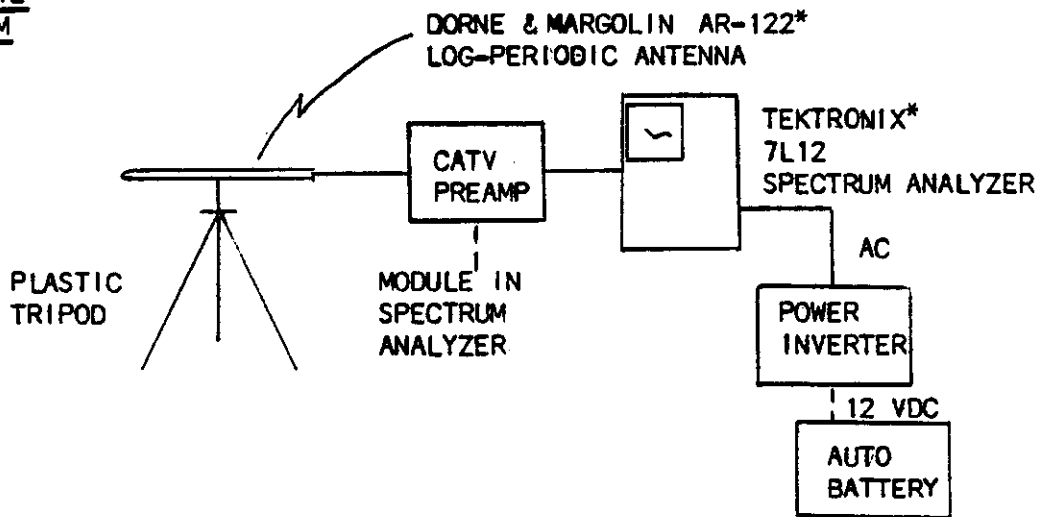 DORNE & MARGOLIN AR-122*
LOG-PERIODIC ANTENNA
CATV
PREAMP
TEKTRONIX*
7L12
SPECTRUM ANALYZER
AC
PLASTIC
TRIPOD
MODULE IN
SPECTRUM
ANALYZER
POWER
INVERTER
12 VDC
AUTO
BATTERY